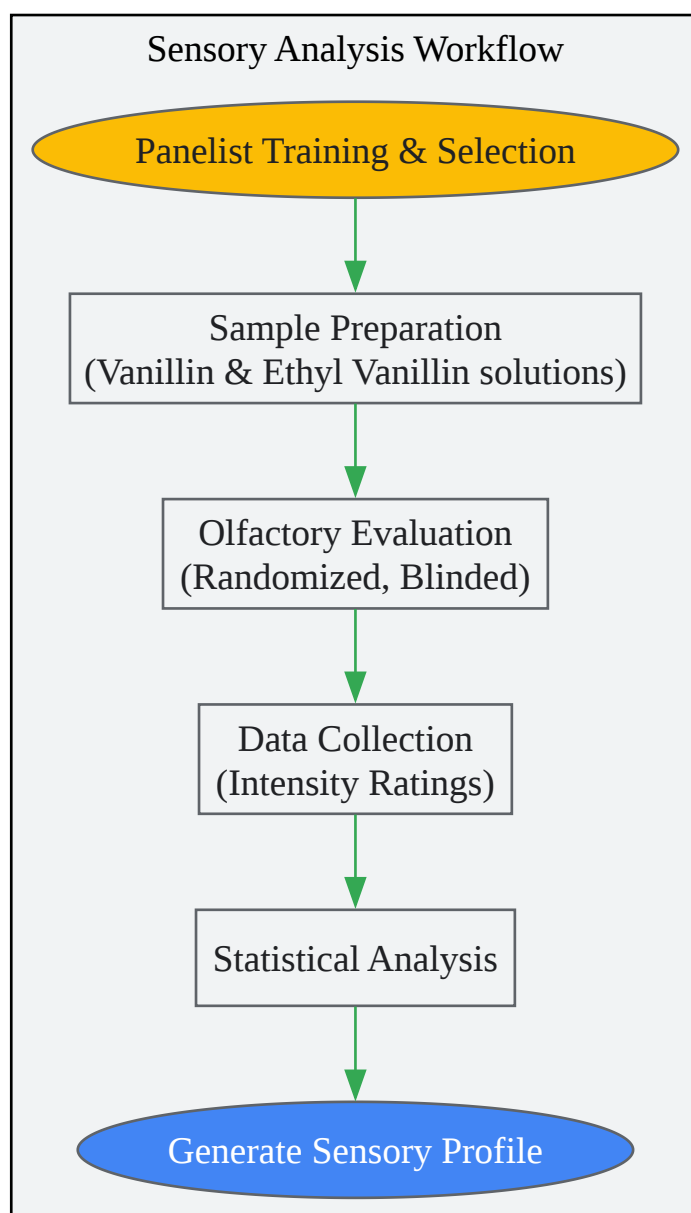 Sensory Analysis Workflow
Panelist Training & Selection
Sample Preparation
(Vanillin & Ethyl Vanillin solutions)
Olfactory Evaluation
(Randomized, Blinded)
Data Collection
(Intensity Ratings)
Statistical Analysis
Generate Sensory Profile